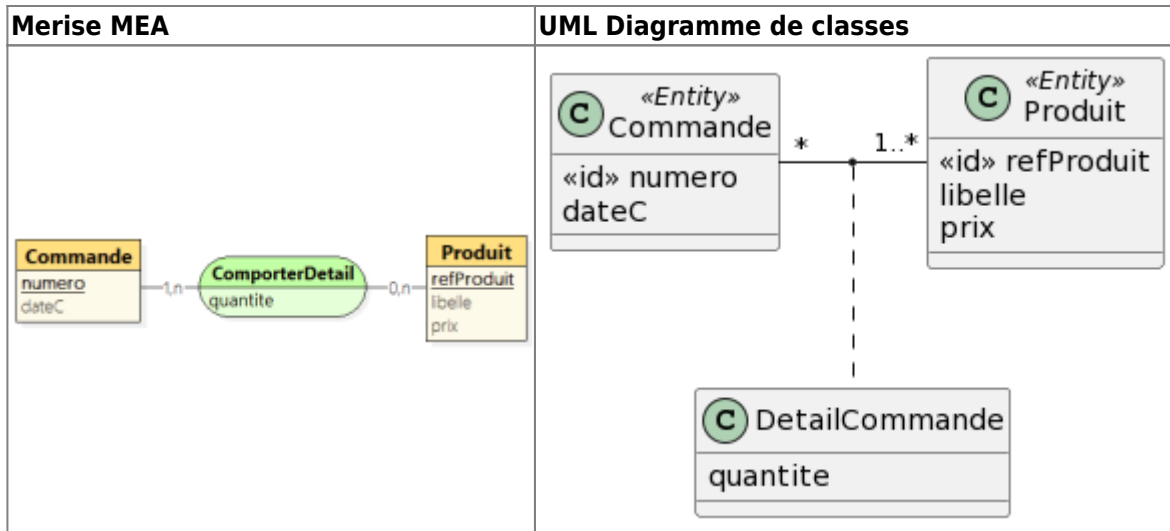 Merise MEA
UML Diagramme de classes
Commande
numero
dateC
1,n
ComporterDetail
quantite
0,n
Produit
refProduit
libelle
prix
C
«Entity»
Commande
«id» numero
dateC
*
1..*
C
«Entity»
Produit
«id» refProduit
libelle
prix
C DetailCommande
quantite